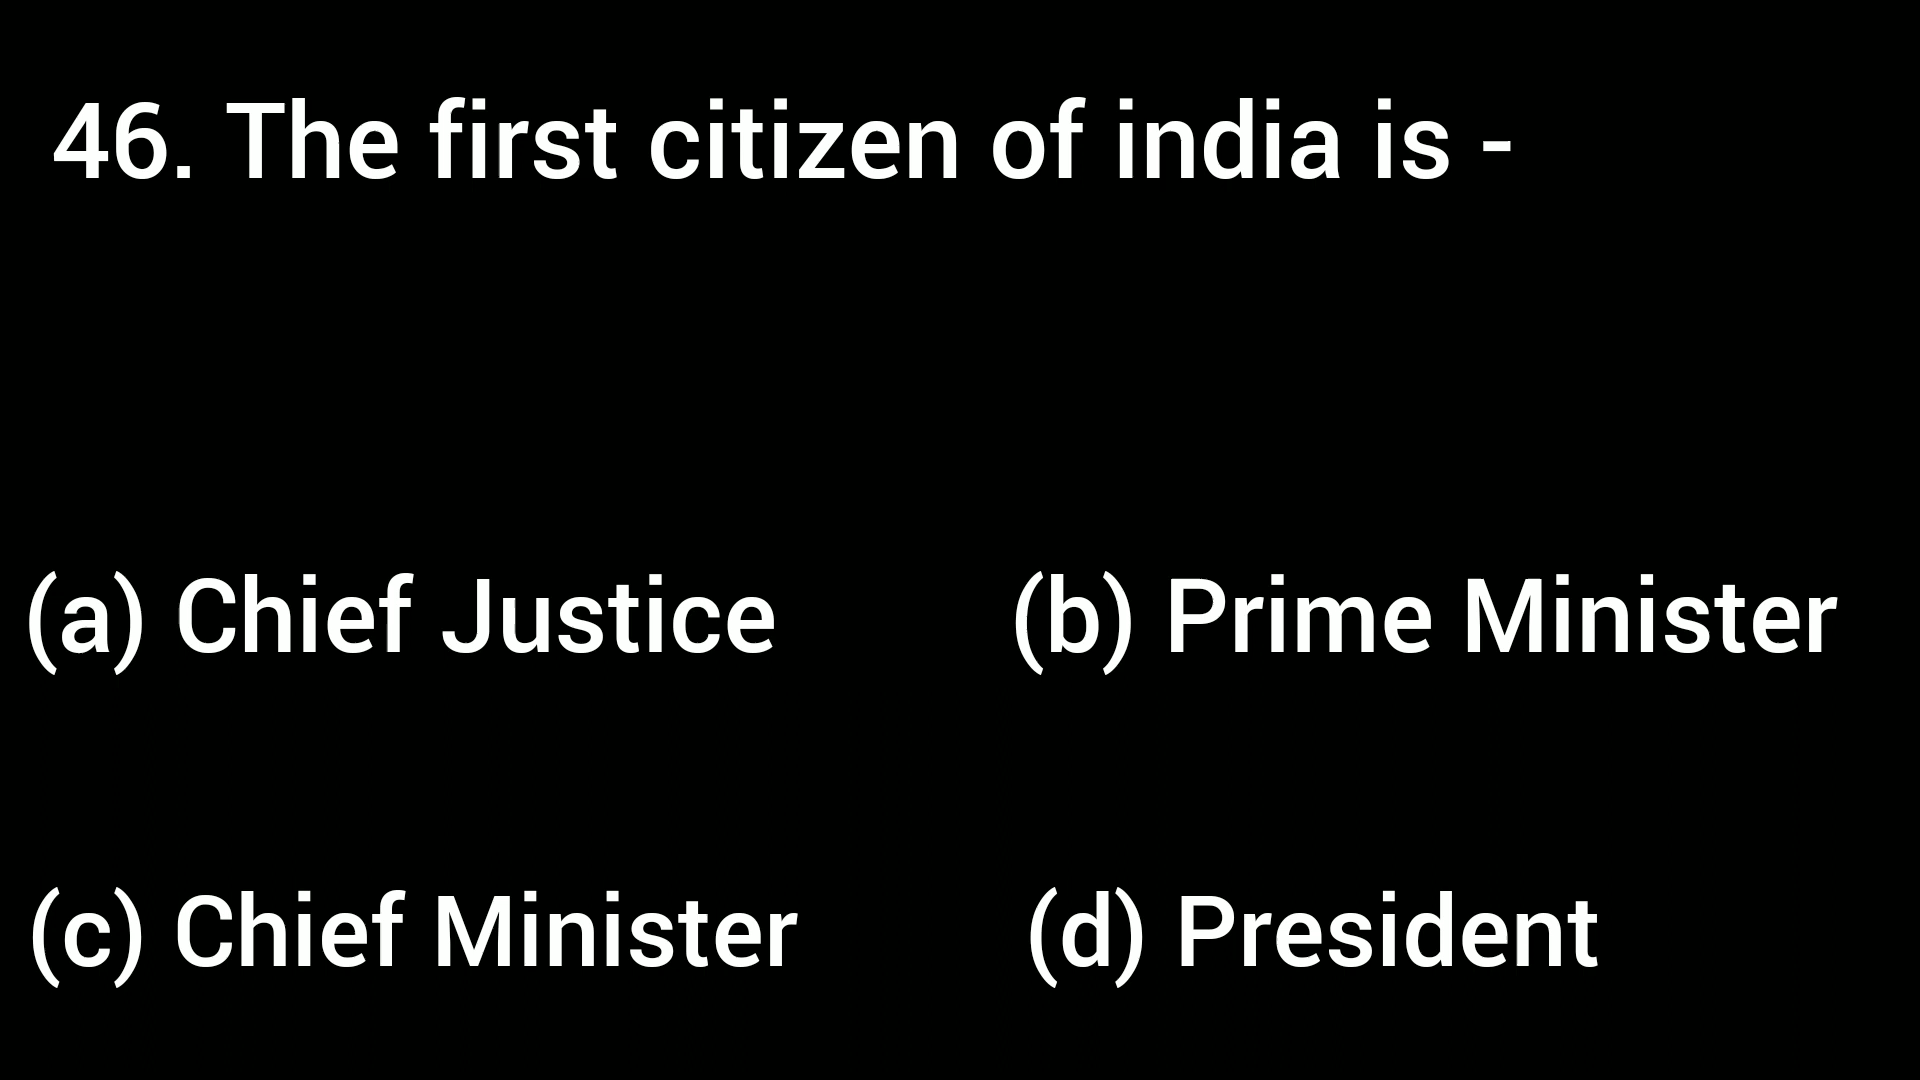 46. The first citizen of india is -
(a) Chief Justice (b) Prime Minister
(c) Chief Minister (d) President